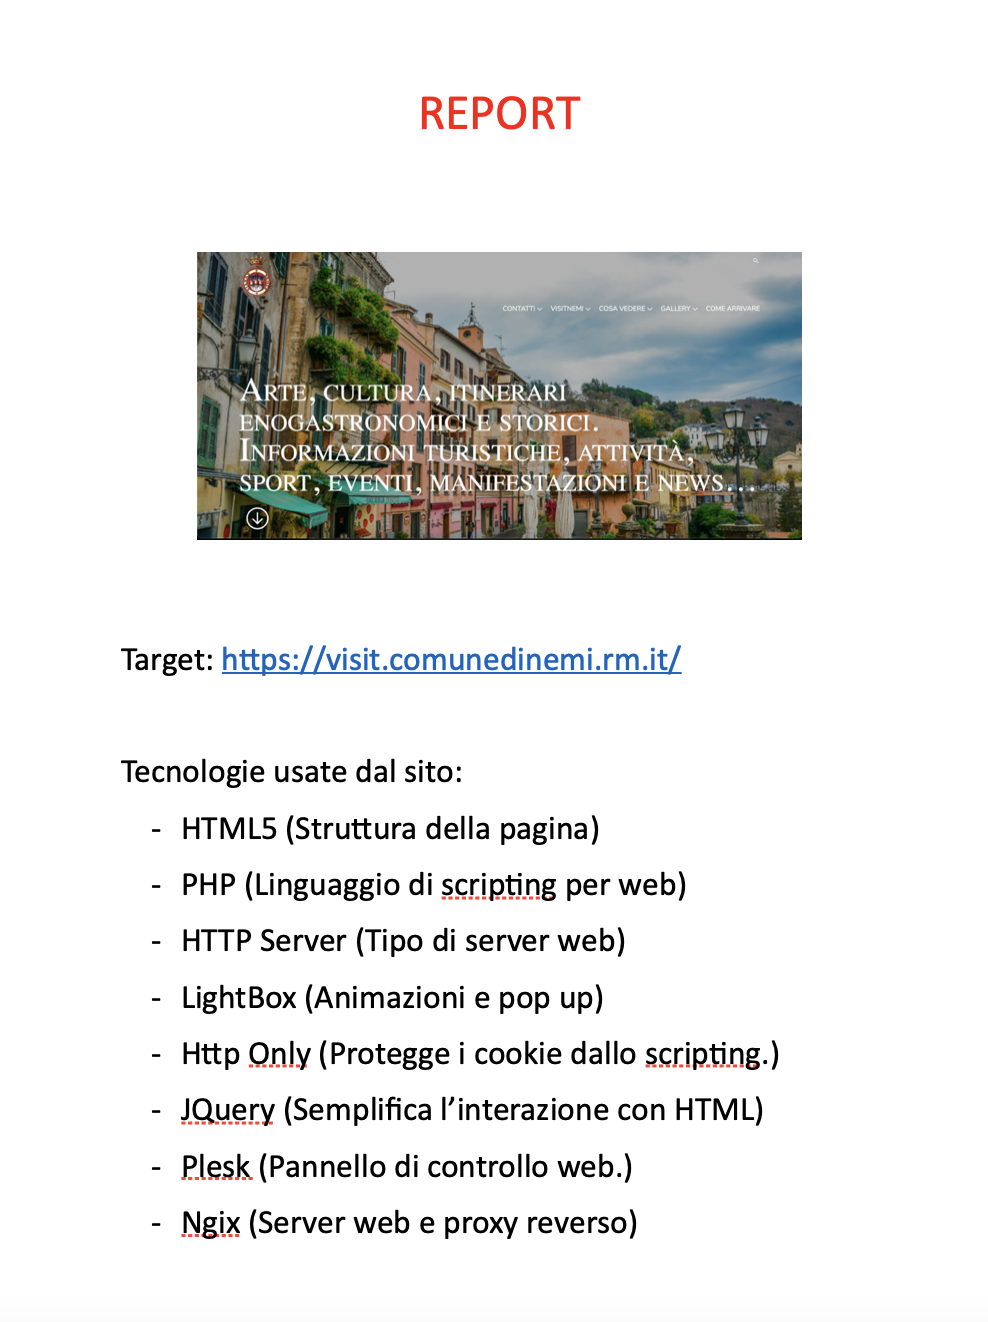 REPORT
CONTATTI
VISITNEMI
COSA VEDERE
GALLERY
COME ARRIVARE
ARTE, CULTURA, ITINERARI
ENOGASTRONOMICI E STORICI.
INFORMAZIONI TURISTICHE, ATTIVITÀ,
SPORT, EVENTI, MANIFESTAZIONI E NEWS...
Target: https://visit.comunedinemi.rm.it/
Tecnologie usate dal sito:
- HTML5 (Struttura della pagina)
- PHP (Linguaggio di scripting per web)
- HTTP Server (Tipo di server web)
- LightBox (Animazioni e pop up)
- Http Only (Protegge i cookie dallo scripting.)
- JQuery (Semplifica l’interazione con HTML)
- Plesk (Pannello di controllo web.)
- Ngix (Server web e proxy reverso)